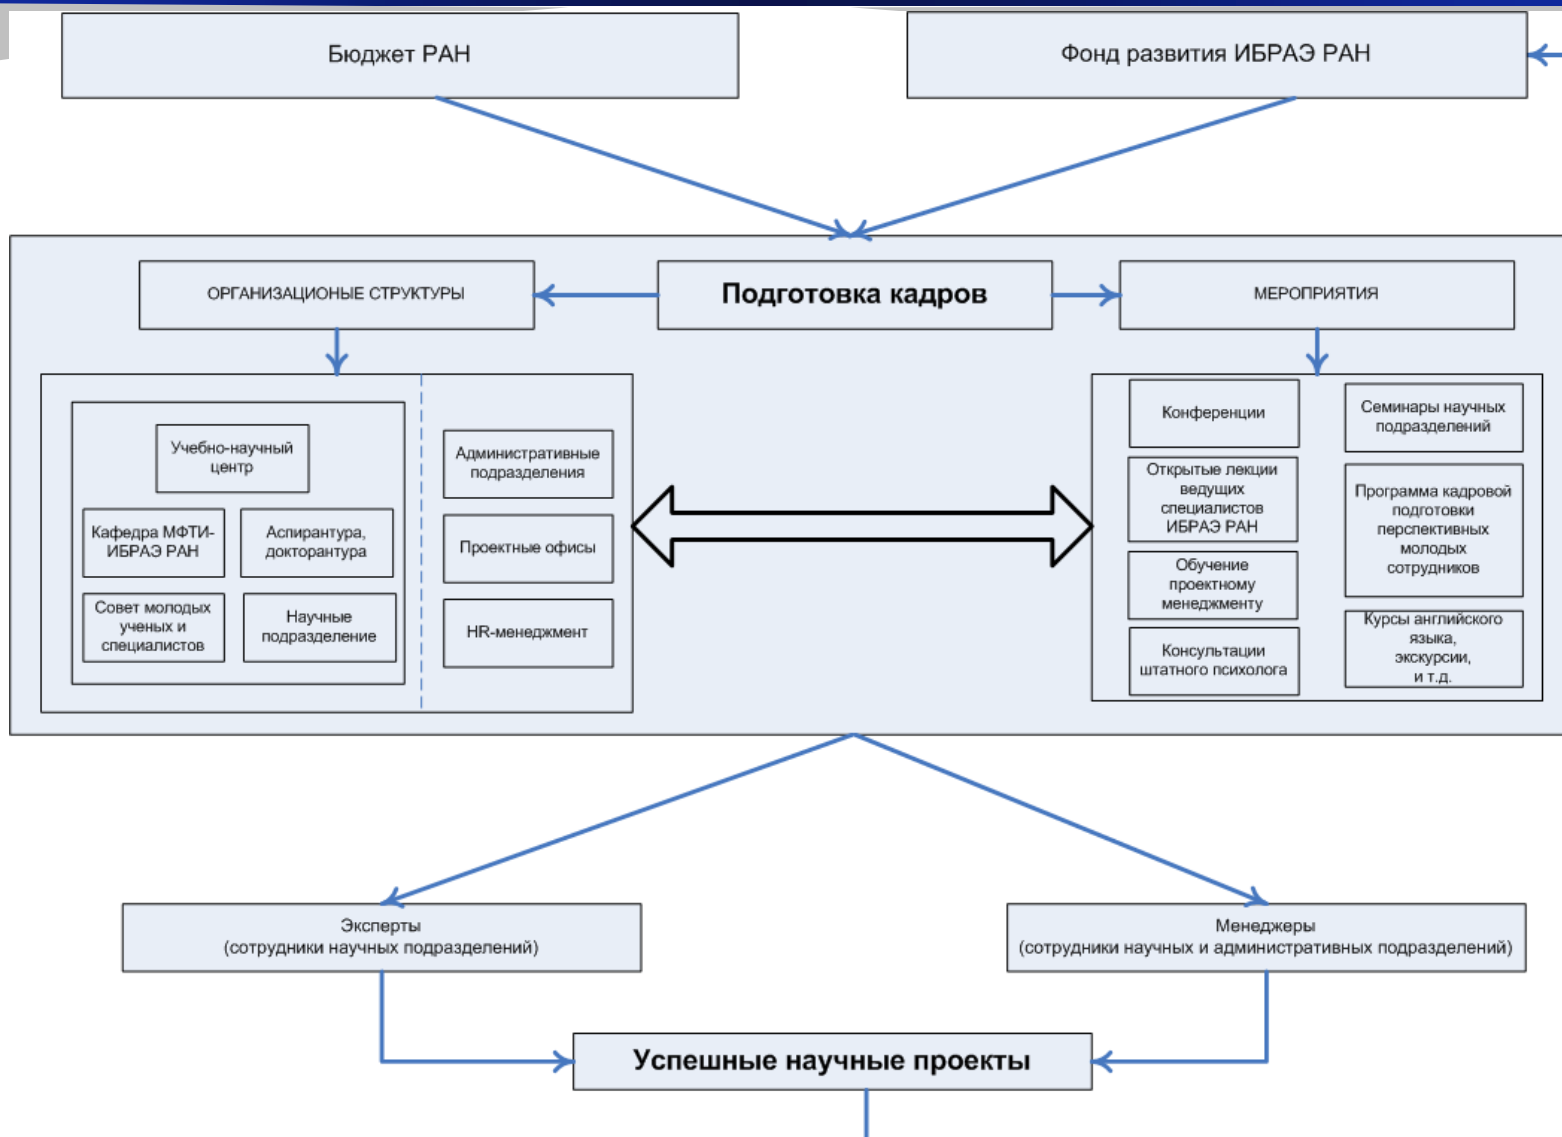 Бюджет РАН
Фонд развития ИБРАЭ РАН
ОРГАНИЗАЦИОНЫЕ СТРУКТУРЫ
Подготовка кадров
МЕРОПРИЯТИЯ
Учебно-научный
центр
Кафедра МФТИ-
ИБРАЭ РАН
Аспирантура,
докторантура
Совет молодых
ученых и
специалистов
Научные
подразделение
Административные
подразделения
Проектные офисы
HR-менеджмент
Конференции
Открытые лекции
ведущих
специалистов
ИБРАЭ РАН
Обучение
проектному
менеджменту
Консультации
штатного психолога
Семинары научных
подразделений
Программа кадровой
подготовки
перспективных
молодых
сотрудников
Курсы английского
языка,
экскурсии,
и т.д.
Эксперты
(сотрудники научных подразделений)
Менеджеры
(сотрудники научных и административных подразделений)
Успешные научные проекты